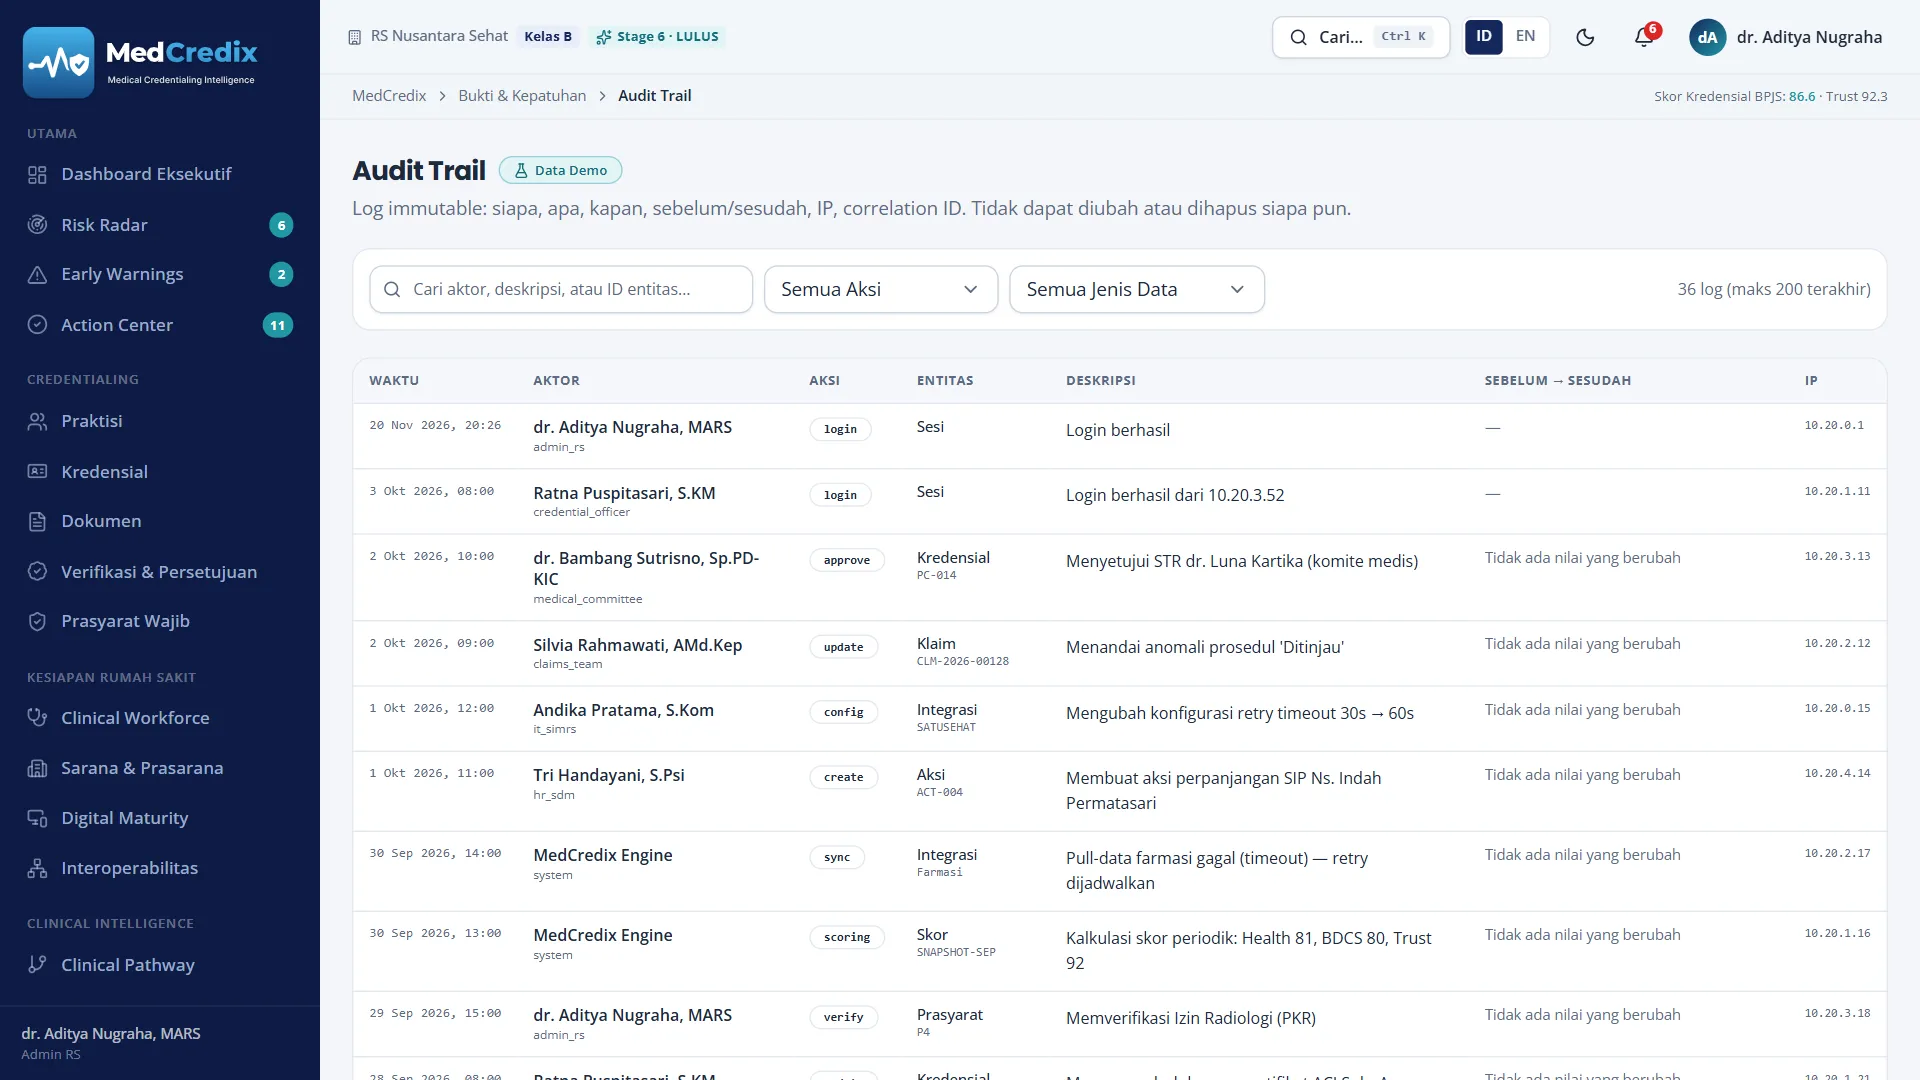 MedCredix
Medical Credentialing Intelligence
UTAMA
Dashboard Eksekutif
Risk Radar 6
Early Warnings 2
Action Center 11
CREDENTIALING
Praktisi
Kredensial
Dokumen
Verifikasi & Persetujuan
Prasyarat Wajib
KESIAPAN RUMAH SAKIT
Clinical Workforce
Sarana & Prasarana
Digital Maturity
Interoperabilitas
CLINICAL INTELLIGENCE
Clinical Pathway
dr. Aditya Nugraha, MARS
Admin RS
RS Nusantara Sehat Kelas B Stage 6 · LULUS
Cari... Ctrl K ID EN 6 dA dr. Aditya Nugraha
MedCredix > Bukti & Kepatuhan > Audit Trail
Skor Kredensial BPJS: 86.6 · Trust 92.3
Audit Trail Data Demo
Log immutable: siapa, apa, kapan, sebelum/sesudah, IP, correlation ID. Tidak dapat diubah atau dihapus siapa pun.
Cari aktor, deskripsi, atau ID entitas... Semua Aksi Semua Jenis Data 36 log (maks 200 terakhir)
WAKTU AKTOR AKSI ENTITAS DESKRIPSI SEBELUM → SESUDAH IP
20 Nov 2026, 20:26 dr. Aditya Nugraha, MARS login Sesi Login berhasil — 10.20.0.1
admin_rs
3 Okt 2026, 08:00 Ratna Puspitasari, S.KM login Sesi Login berhasil dari 10.20.3.52 — 10.20.1.11
credential_officer
2 Okt 2026, 10:00 dr. Bambang Sutrisno, Sp.PD- approve Kredensial Menyetujui STR dr. Luna Kartika (komite medis) Tidak ada nilai yang berubah 10.20.3.13
KIC PC-014
medical_committee
2 Okt 2026, 09:00 Silvia Rahmawati, AMd.Kep update Klaim Menandai anomali prosedul 'Ditinjau' Tidak ada nilai yang berubah 10.20.2.12
claims_team CLM-2026-00128
1 Okt 2026, 12:00 Andika Pratama, S.Kom config Integrasi Mengubah konfigurasi retry timeout 30s → 60s Tidak ada nilai yang berubah 10.20.0.15
it_simrs SATUSEHAT
1 Okt 2026, 11:00 Tri Handayani, S.Psi create Aksi Membuat aksi perpanjangan SIP Ns. Indah Tidak ada nilai yang berubah 10.20.4.14
hr_sdm ACT-004 Permatasari
30 Sep 2026, 14:00 MedCredix Engine sync Integrasi Pull-data farmasi gagal (timeout) — retry Tidak ada nilai yang berubah 10.20.2.17
system Farmasi dijadwalkan
30 Sep 2026, 13:00 MedCredix Engine scoring Skor Kalkulasi skor periodik: Health 81, BDCS 80, Trust Tidak ada nilai yang berubah 10.20.1.16
system SNAPSHOT-SEP 92
29 Sep 2026, 15:00 dr. Aditya Nugraha, MARS verify Prasyarat Memverifikasi Izin Radiologi (PKR) Tidak ada nilai yang berubah 10.20.3.18
admin_rs P4
28 Sep 2026, 08:00 Ratna Puspitasari, S.KM Kredensial Tidak ada nilai yang berubah 10.20.1.21